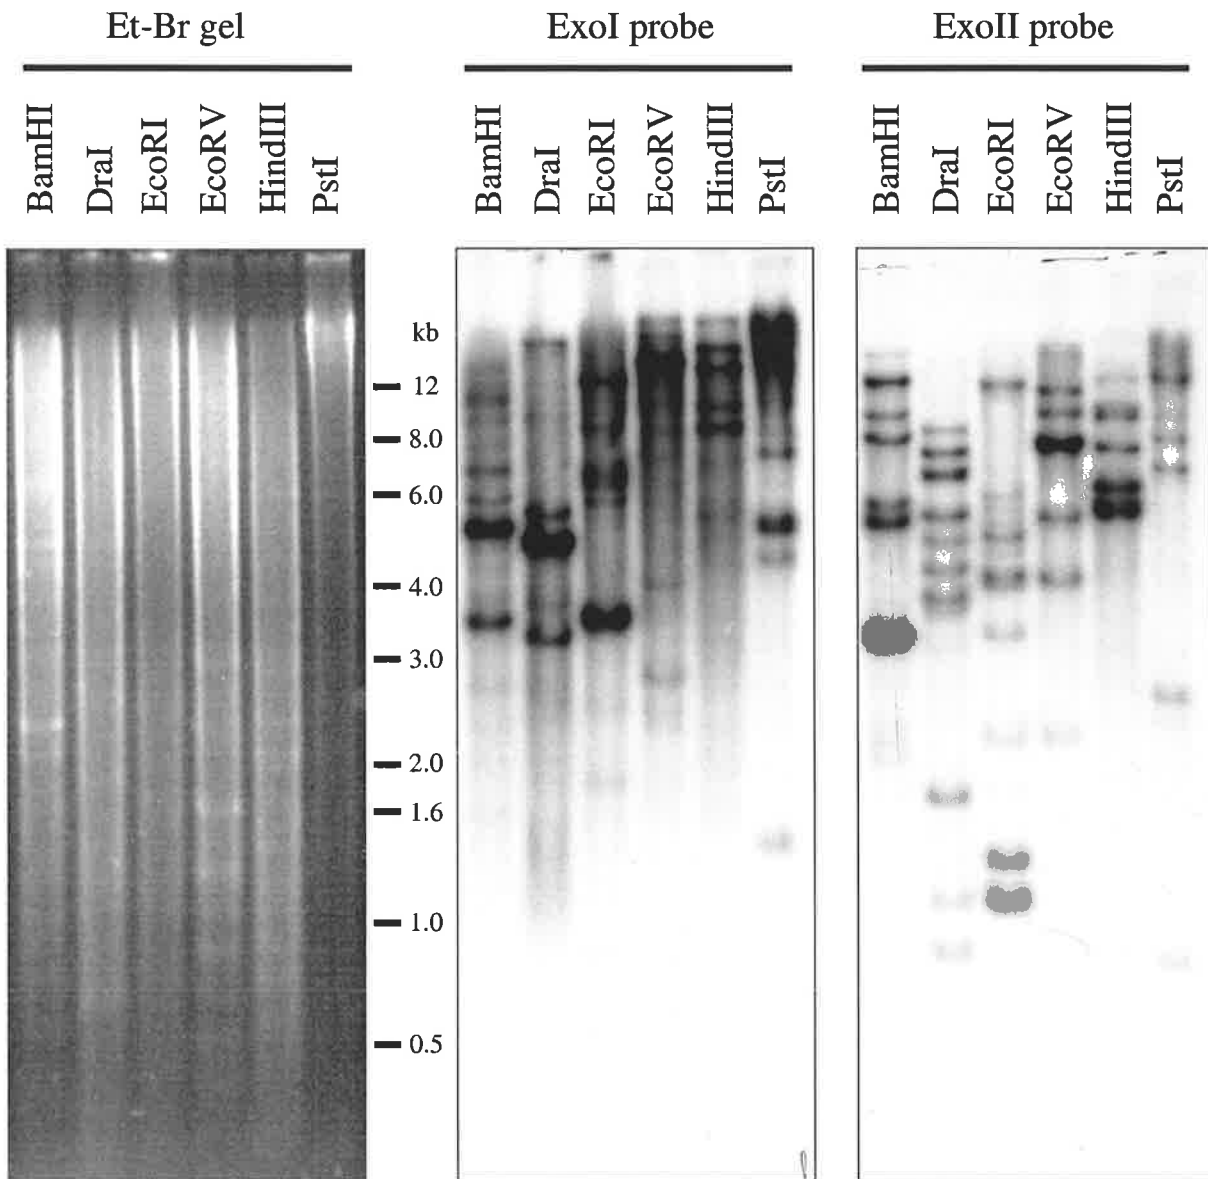 Et-Br gel
ExoI probe
ExoII probe
BamHI
DraI
EcoRI
EcoRV
HindIII
PstI
BamHI
DraI
EcoRI
EcoRV
HindIII
PstI
BamHI
DraI
EcoRI
EcoRV
HindIII
PstI
kb
12
8.0
6.0
4.0
3.0
2.0
1.6
1.0
0.5